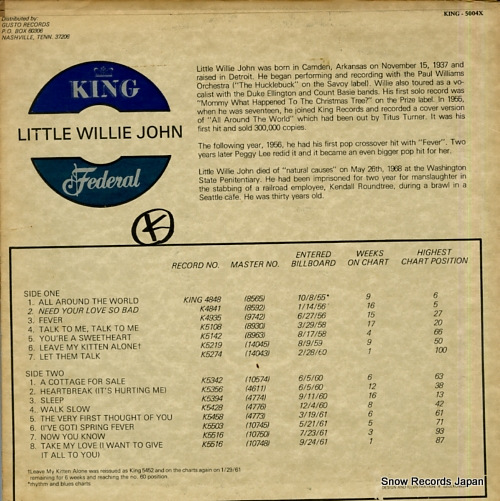 Distributed by:
GUSTO RECORDS
P.O. BOX 60306
NASHVILLE, TENN. 37206
KING - 5004X
KING
LITTLE WILLIE JOHN
Federal
K
Little Willie John was born in Camden, Arkansas on November 15, 1937 and
raised in Detroit. He began performing and recording with the Paul Williams
Orchestra ("The Hucklebuck" on the Savoy label). Willie also toured as a vo-
calist with the Duke Ellington and Count Basie bands. His first solo record was
"Mommy What Happened To The Christmas Tree?" on the Prize label. In 1955,
when he was seventeen, he joined King Records and recorded a cover version
of "All Around The World" which had been out by Titus Turner. It was his
first hit and sold 300,000 copies.
The following year, 1956, he had his first pop crossover hit with "Fever". Two
years later Peggy Lee redid it and it became an even bigger pop hit for her.
Little Willie John died of "natural causes" on May 26th, 1968 at the Washington
State Penitentiary. He had been imprisoned for two year for manslaughter in
the stabbing of a railroad employee, Kendall Roundtree, during a brawl in a
Seattle cafe. He was thirty years old.
RECORD NO. MASTER NO. ENTERED BILLBOARD WEEKS ON CHART HIGHEST CHART POSITION
SIDE ONE
1. ALL AROUND THE WORLD KING 4848 (8565) 10/8/55* 9 6
2. NEED YOUR LOVE SO BAD K4841 (8592) 1/14/56* 16 5
3. FEVER K4935 (9742) 6/27/56 15 27
4. TALK TO ME, TALK TO ME K5108 (8930) 3/29/58 17 20
5. YOU'RE A SWEETHEART K5142 (8963) 8/17/58 4 66
6. LEAVE MY KITTEN ALONE† K5219 (14045) 8/9/59 9 50
7. LET THEM TALK K5274 (14043) 2/28/60 1 100
SIDE TWO
1. A COTTAGE FOR SALE K5342 (10574) 6/5/60 6 63
2. HEARTBREAK (IT'S HURTING ME) K5356 (4611) 6/5/60 12 38
3. SLEEP K5394 (4774) 9/11/60 16 13
4. WALK SLOW K5428 (4776) 12/4/60 8 42
5. THE VERY FIRST THOUGHT OF YOU K5458 (4773) 3/19/61 6 61
6. (I'VE GOT) SPRING FEVER K5503 (10745) 5/21/61 5 71
7. NOW YOU KNOW K5516 (10750) 7/23/61 3 93
8. TAKE MY LOVE (I WANT TO GIVE K5516 (10748) 9/24/61 1 87
IT ALL TO YOU)
†Leave My Kitten Alone was reissued as King 5452 and on the charts again on 1/29/61
remaining for 6 weeks and reaching the no. 60 position.
*rhythm and blues charts.
Snow Records Japan